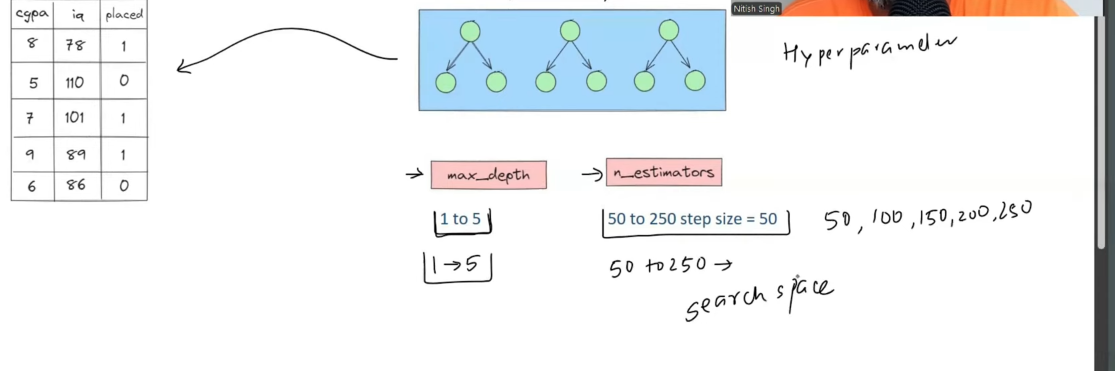 cgpa iq placed
8 78 1
5 110 0
7 101 1
9 89 1
6 86 0
Nitish Singh
Hyperparameter
→ max_depth → n_estimators
1 to 5 50 to 250 step size = 50 50, 100, 150, 200, 250
1 → 5 50 to 250 →
search space